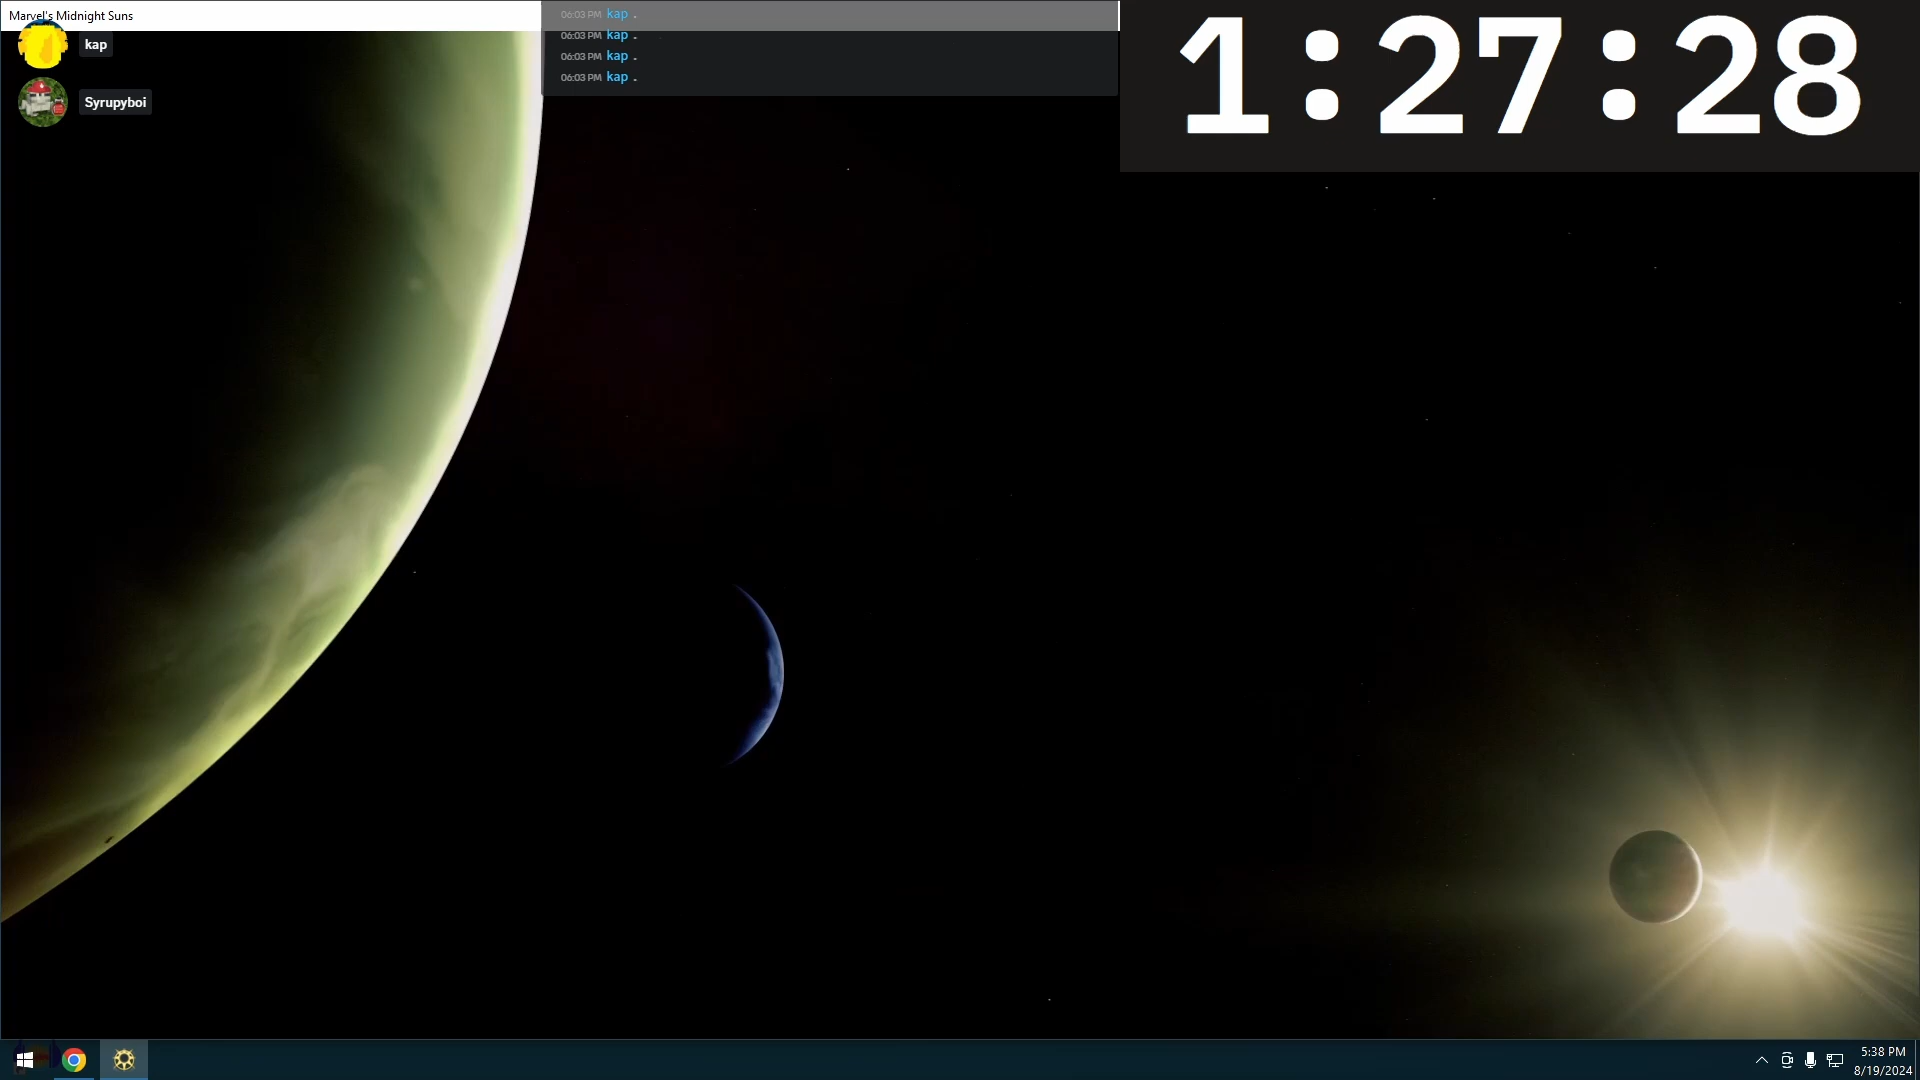 Marvel's Midnight Suns
kap
Syrupyboi
06:03 PM kap .
06:03 PM kap .
06:03 PM kap .
06:03 PM kap .
1:27:28
5:38 PM
8/19/2024